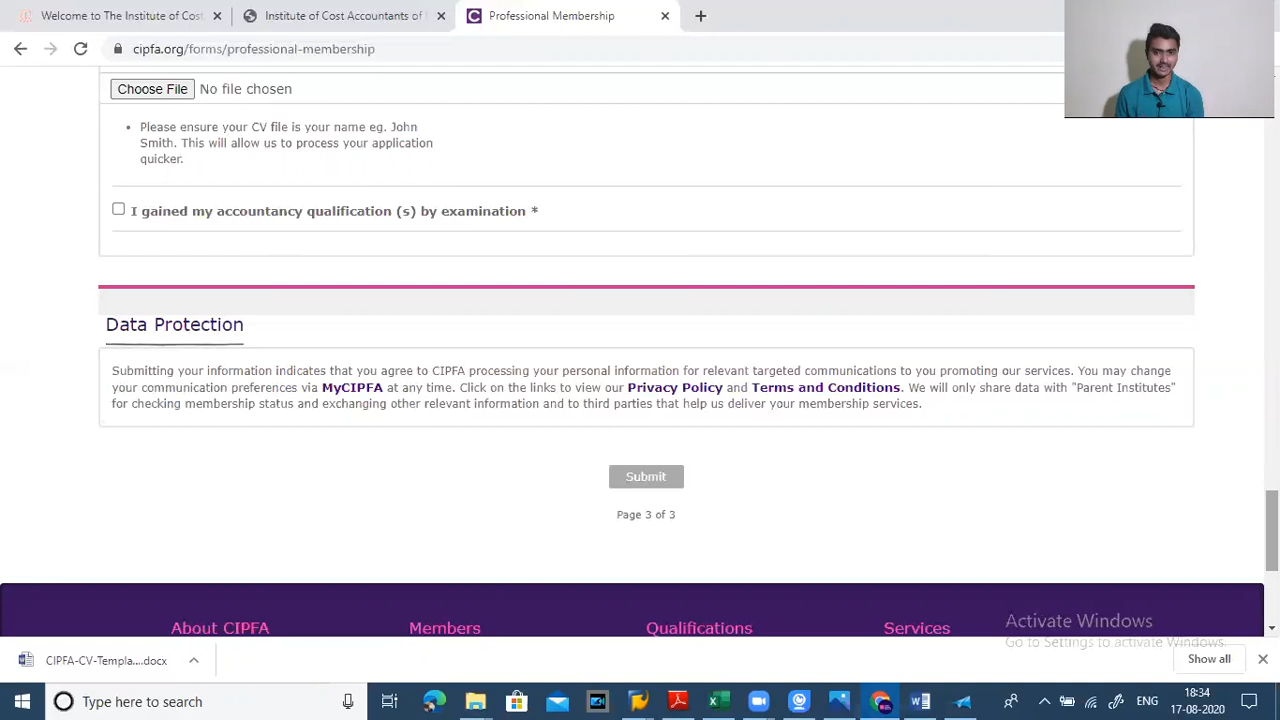 Welcome to The Institute of Cost
Institute of Cost Accountants of
Professional Membership
cipfa.org/forms/professional-membership
Choose File No file chosen
• Please ensure your CV file is your name eg. John
Smith. This will allow us to process your application
quicker.
I gained my accountancy qualification (s) by examination *
Data Protection
Submitting your information indicates that you agree to CIPFA processing your personal information for relevant targeted communications to you promoting our services. You may change
your communication preferences via MyCIPFA at any time. Click on the links to view our Privacy Policy and Terms and Conditions. We will only share data with "Parent Institutes"
for checking membership status and exchanging other relevant information and to third parties that help us deliver your membership services.
Submit
Page 3 of 3
About CIPFA
Members
Qualifications
Services
Activate Windows
Go to Settings to activate Windows.
CIPFA-CV-Templa....docx
Show all
Type here to search
ENG
18:34
17-08-2020